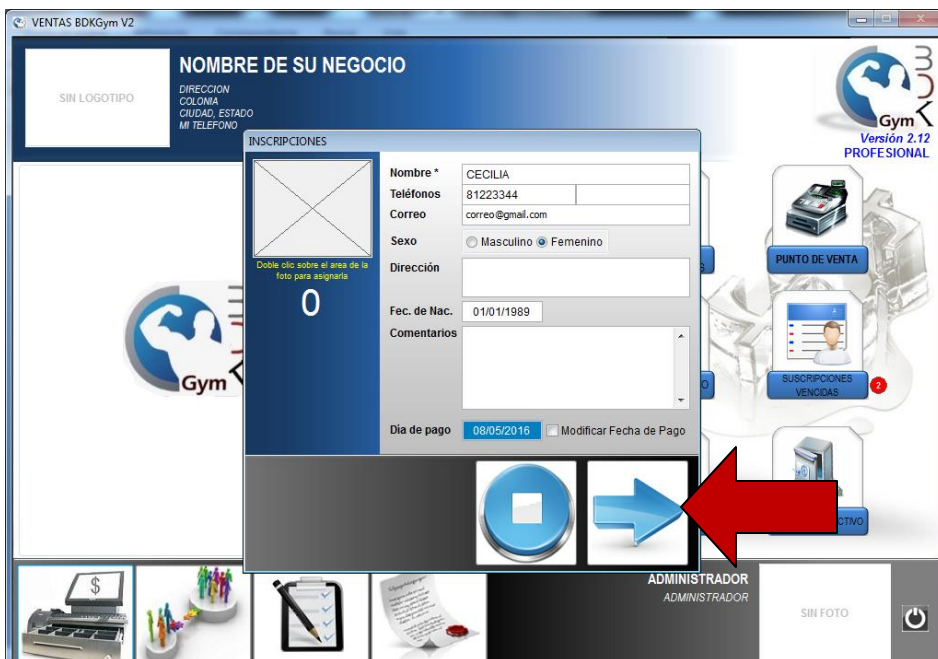 VENTAS BDKGym V2
SIN LOGOTIPO
NOMBRE DE SU NEGOCIO
DIRECCION
COLONIA
CIUDAD, ESTADO
MI TELEFONO
BDK
Gym
Versión 2.12
PROFESIONAL
INSCRIPCIONES
Doble clic sobre el area de la
foto para asignarla
0
Nombre * CECILIA
Teléfonos 81223344
Correo correo@gmail.com
Sexo Masculino Femenino
Dirección
Fec. de Nac. 01/01/1989
Comentarios
Dia de pago 08/05/2016 Modificar Fecha de Pago
Gym
PUNTO DE VENTA
SUSCRIPCIONES
VENCIDAS
2
ADMINISTRADOR
ADMINISTRADOR
SIN FOTO